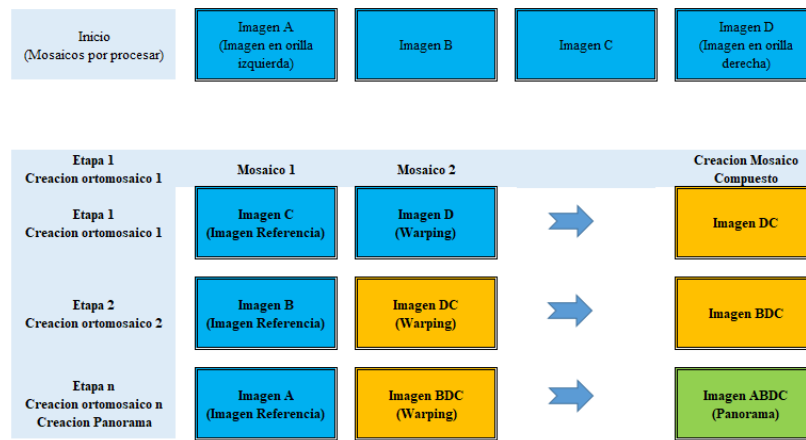 Inicio
(Mosaicos por procesar)
Imagen A
(Imagen en orilla
izquierda)
Imagen B
Imagen C
Imagen D
(Imagen en orilla
derecha)
Etapa 1
Creacion ortomosaico 1
Mosaico 1
Mosaico 2
Creacion Mosaico
Compuesto
Etapa 1
Creacion ortomosaico 1
Imagen C
(Imagen Referencia)
Imagen D
(Warping)
Imagen DC
Etapa 2
Creacion ortomosaico 2
Imagen B
(Imagen Referencia)
Imagen DC
(Warping)
Imagen BDC
Etapa n
Creacion ortomosaico n
Creacion Panorama
Imagen A
(Imagen Referencia)
Imagen BDC
(Warping)
Imagen ABDC
(Panorama)